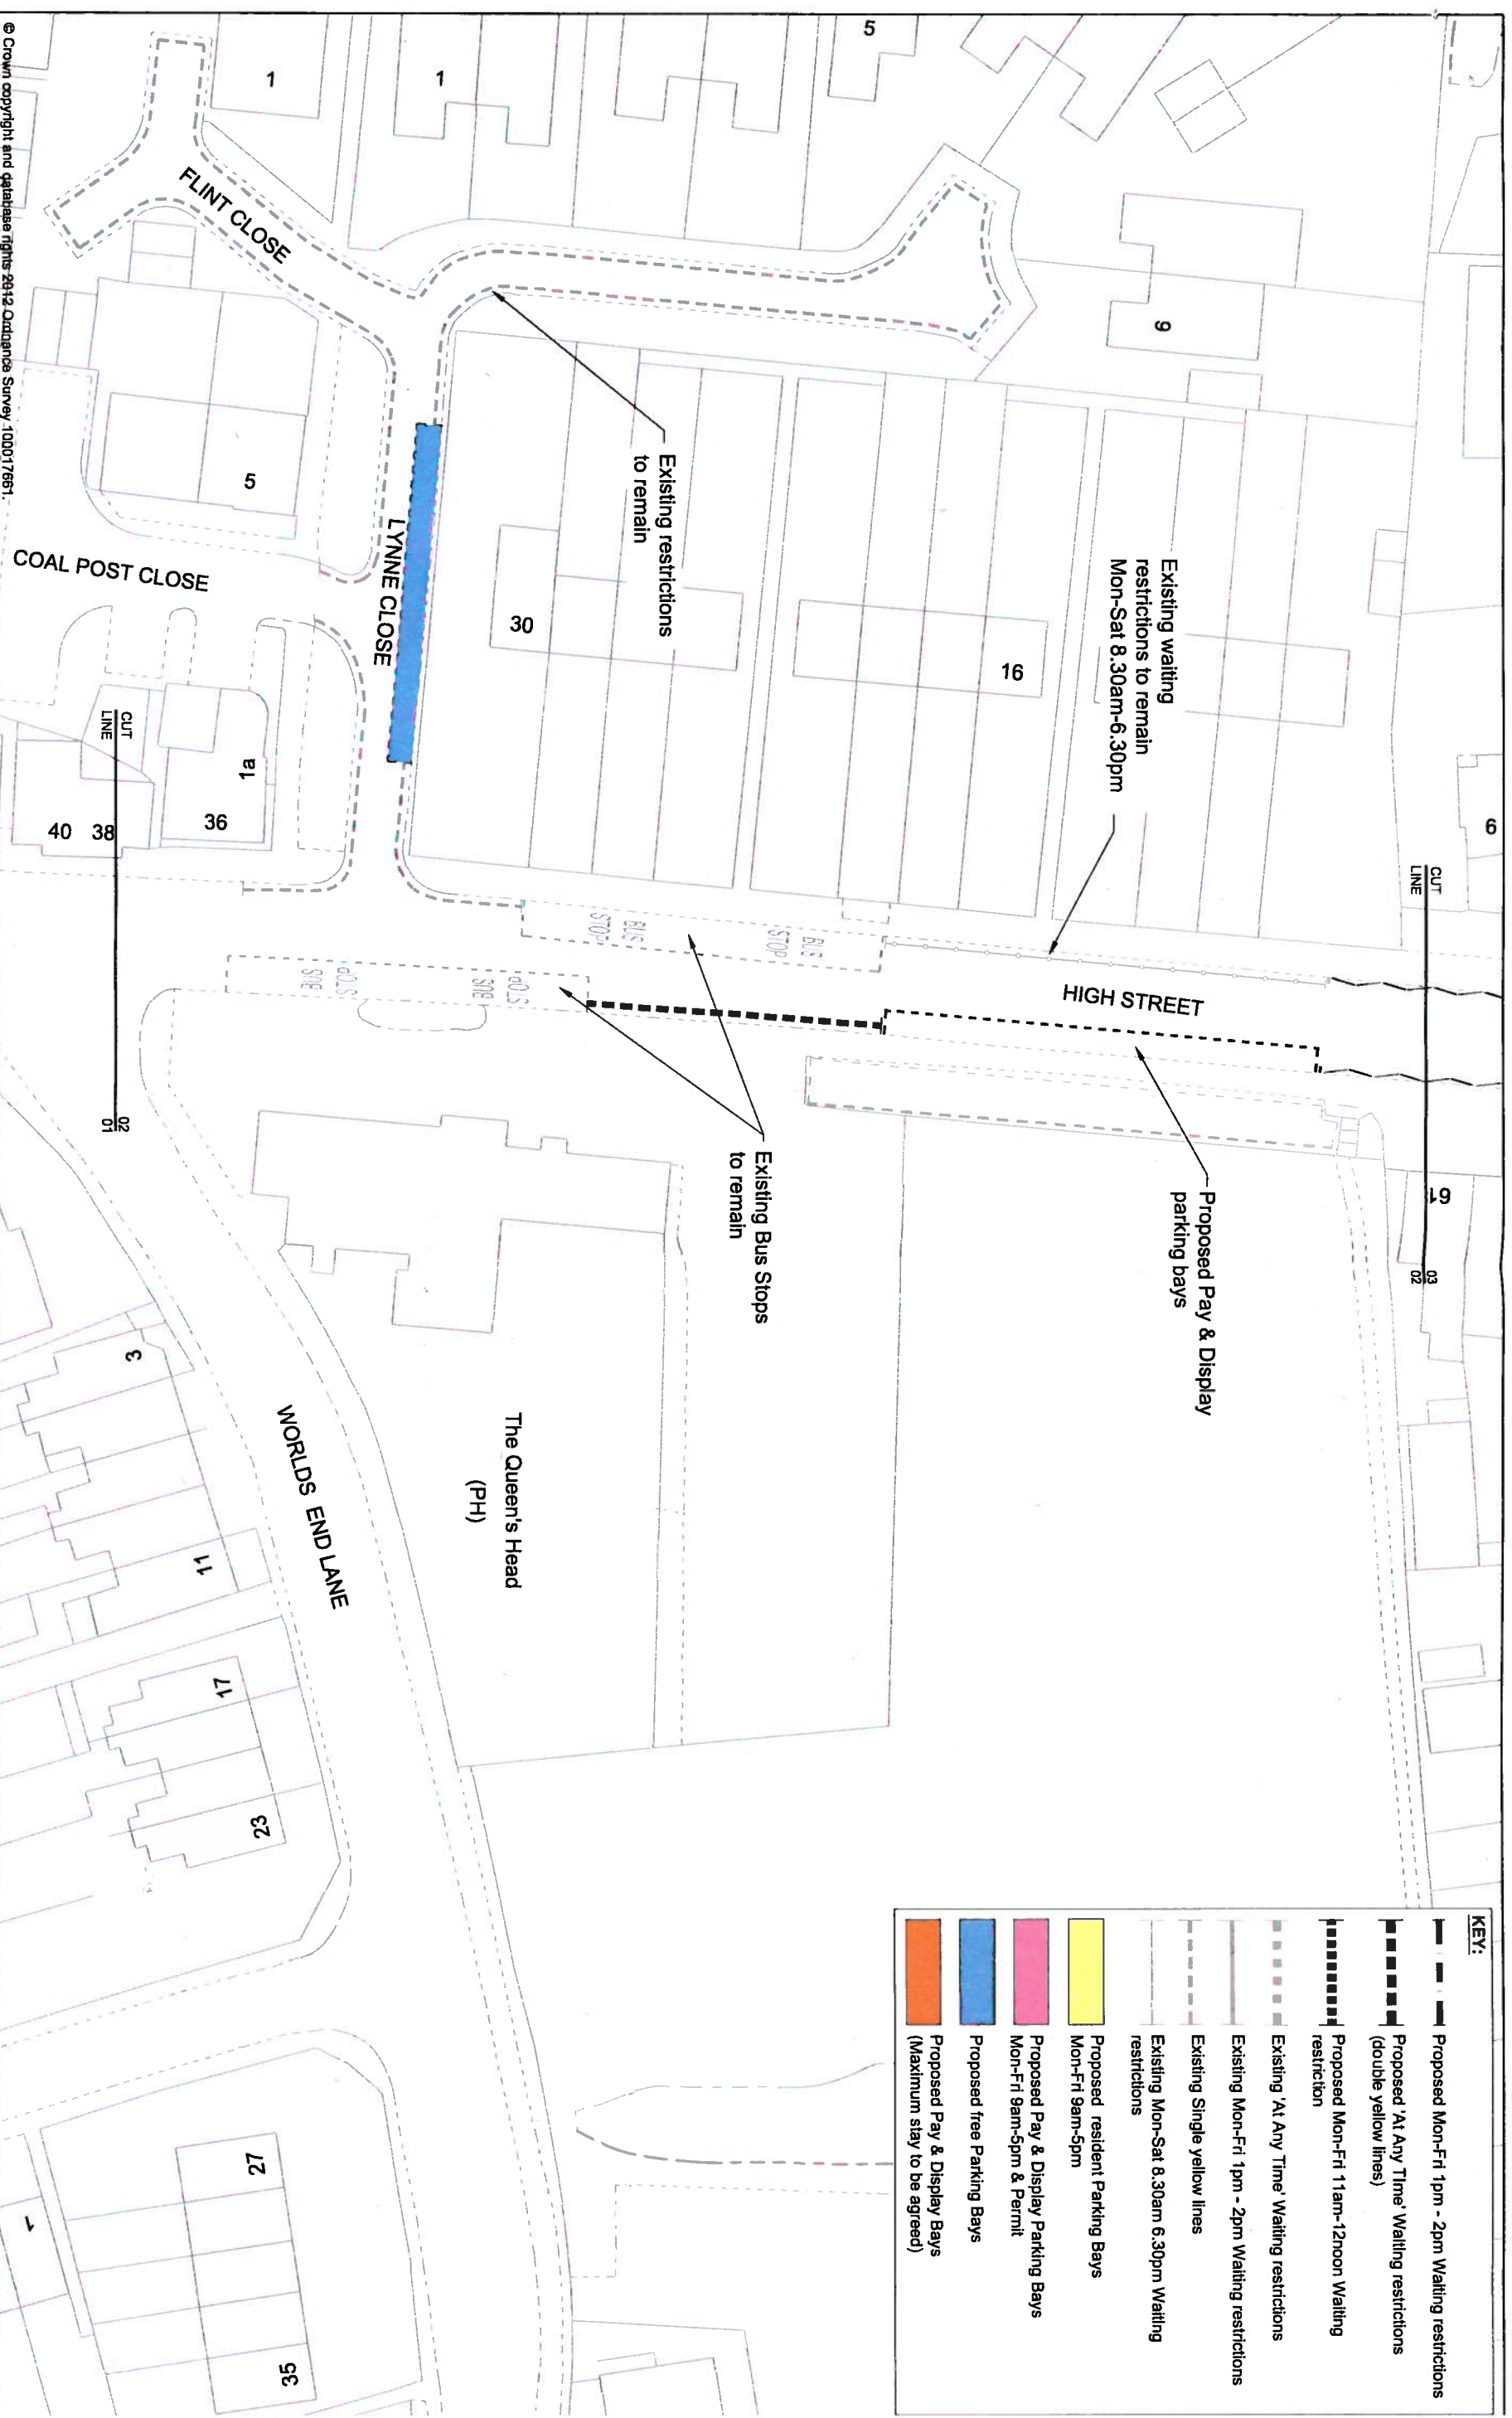 KEY:
Proposed Mon-Fri 1pm - 2pm Waiting restrictions
Proposed 'At Any Time' Waiting restrictions
(double yellow lines)
Proposed Mon-Fri 11am-12noon Waiting
restriction
Existing 'At Any Time' Waiting restrictions
Existing Mon-Fri 1pm - 2pm Waiting restrictions
Existing Single yellow lines
Existing Mon-Sat 8.30am 6.30pm Waiting
restrictions
Proposed resident Parking Bays
Mon-Fri 9am-5pm
Proposed Pay & Display Parking Bays
Mon-Fri 9am-5pm & Permit
Proposed free Parking Bays
Proposed Pay & Display Bays
(Maximum stay to be agreed)
6
CUT
LINE
61
03
02
9
HIGH STREET
Proposed Pay & Display
parking bays
Existing waiting
restrictions to remain
Mon-Sat 8.30am-6.30pm
16
5
BUS
STOP
BUS
STOP
Existing Bus Stops
to remain
Existing restrictions
to remain
30
BUS
STOP
BUS
STOP
The Queen's Head
(PH)
1
LYNNE CLOSE
1
FLINT CLOSE
5
1a
36
WORLDS END LANE
COAL POST CLOSE
CUT
LINE
02
01
40
38
3
11
17
23
27
35
1
© Crown copyright and database rights 2012 Ordnance Survey 100017661.